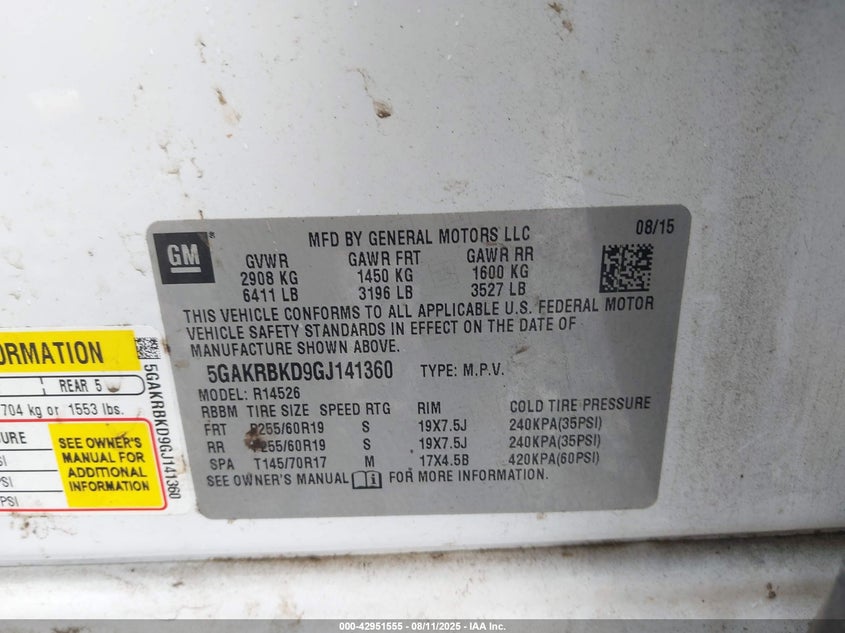 GM
MFD BY GENERAL MOTORS LLC
08/15
GVWR GAWR FRT GAWR RR
2908 KG 1450 KG 1600 KG
6411 LB 3196 LB 3527 LB
THIS VEHICLE CONFORMS TO ALL APPLICABLE U.S. FEDERAL MOTOR
VEHICLE SAFETY STANDARDS IN EFFECT ON THE DATE OF
MANUFACTURE SHOWN ABOVE.
5GAKRBKD9GJ141360 TYPE: M.P.V.
MODEL: R14526
RBBM TIRE SIZE SPEED RTG RIM COLD TIRE PRESSURE
FRT P255/60R19 S 19X7.5J 240KPA(35PSI)
RR P255/60R19 S 19X7.5J 240KPA(35PSI)
SPA T145/70R17 M 17X4.5B 420KPA(60PSI)
SEE OWNER'S MANUAL FOR MORE INFORMATION.
ORMATION
REAR 5
704 kg or 1553 lbs.
URE
SI
PSI
PSI
SEE OWNER'S
MANUAL FOR
ADDITIONAL
INFORMATION
5GAKRBKD9GJ141360
000-42951555 - 08/11/2025 - IAA Inc.